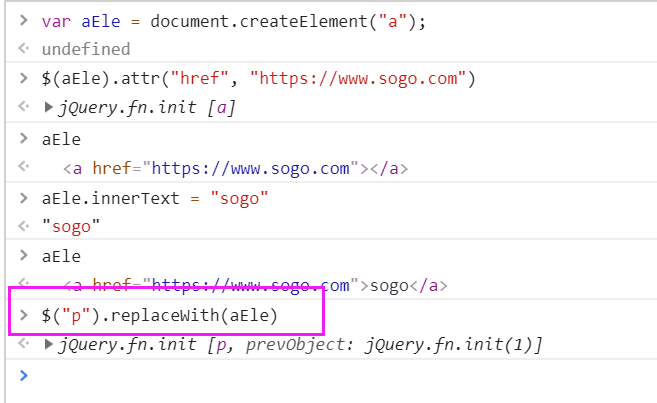 var aEle = document.createElement("a");
undefined
$(aEle).attr("href", "https://www.sogo.com")
jQuery.fn.init [a]
aEle
<a href="https://www.sogo.com"></a>
aEle.innerText = "sogo"
"sogo"
aEle
<a href="https://www.sogo.com">sogo</a>
$("p").replaceWith(aEle)
jQuery.fn.init [p, prevObject: jQuery.fn.init(1)]